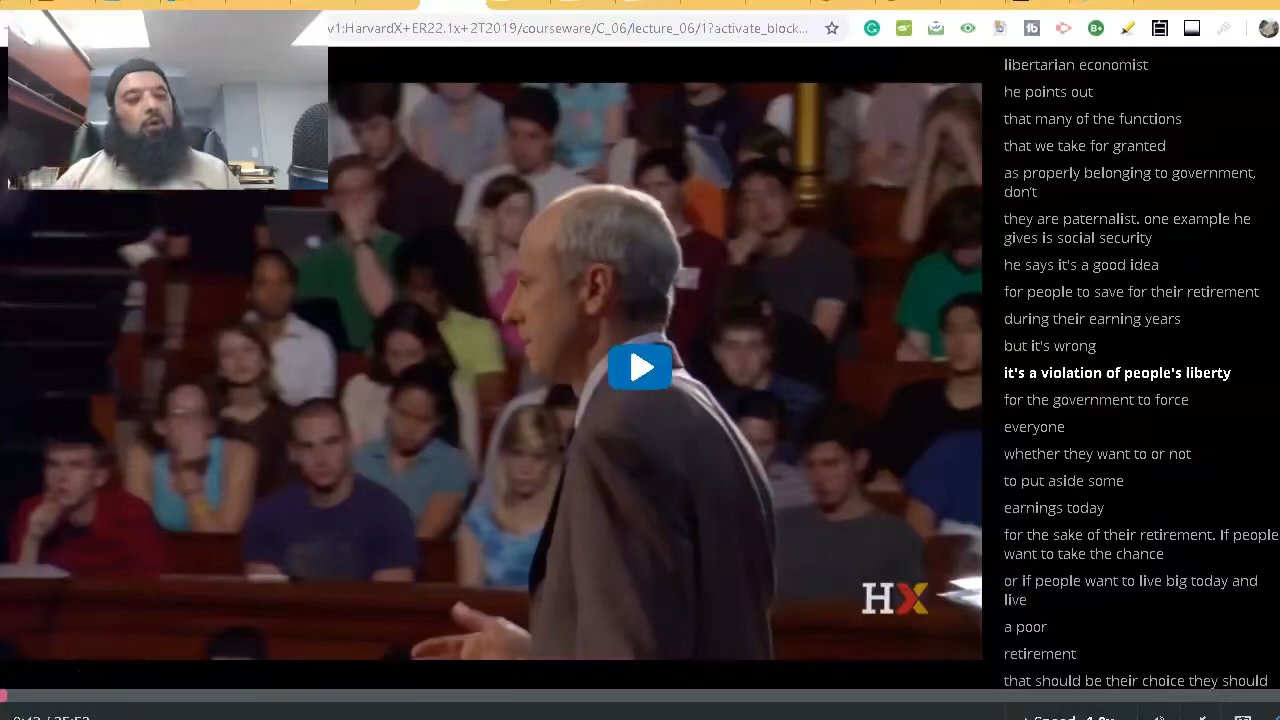 1:HarvardX+ER22.1x+2T2019/courseware/C_06/lecture_06/1?activate_block...
libertarian economist
he points out
that many of the functions
that we take for granted
as properly belonging to government,
don't
they are paternalist. one example he
gives is social security
he says it's a good idea
for people to save for their retirement
during their earning years
but it's wrong
it's a violation of people's liberty
for the government to force
everyone
whether they want to or not
to put aside some
earnings today
for the sake of their retirement. If people
want to take the chance
or if people want to live big today and
live
a poor
retirement
that should be their choice they should
HX